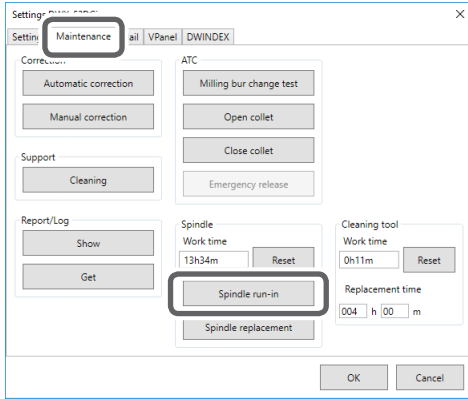 Settings
Setting
Maintenance
ail
VPanel
DWINDEX
Correction
Automatic correction
Manual correction
Support
Cleaning
Report/Log
Show
Get
ATC
Milling bur change test
Open collet
Close collet
Emergency release
Spindle
Work time
13h34m
Reset
Spindle run-in
Spindle replacement
Cleaning tool
Work time
0h11m
Reset
Replacement time
004 h 00 m
OK
Cancel